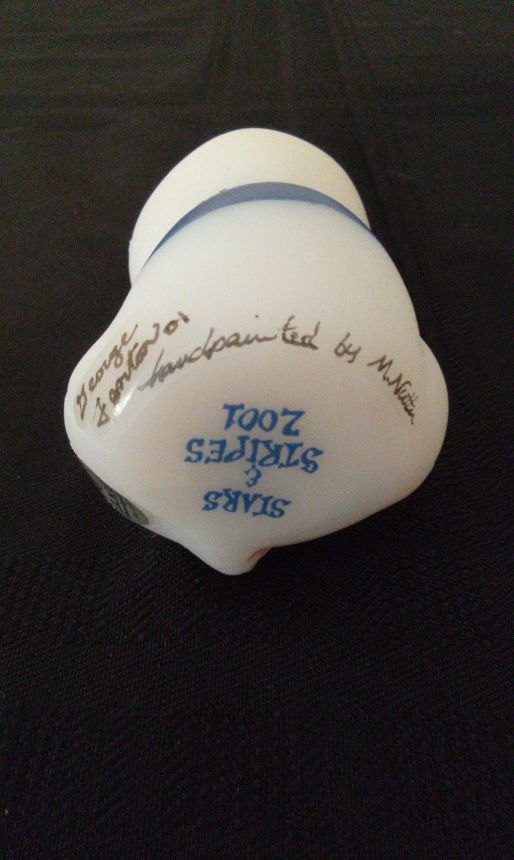 George
Fenton '01
handpainted by M.
STARS
&
STRIPES
2001